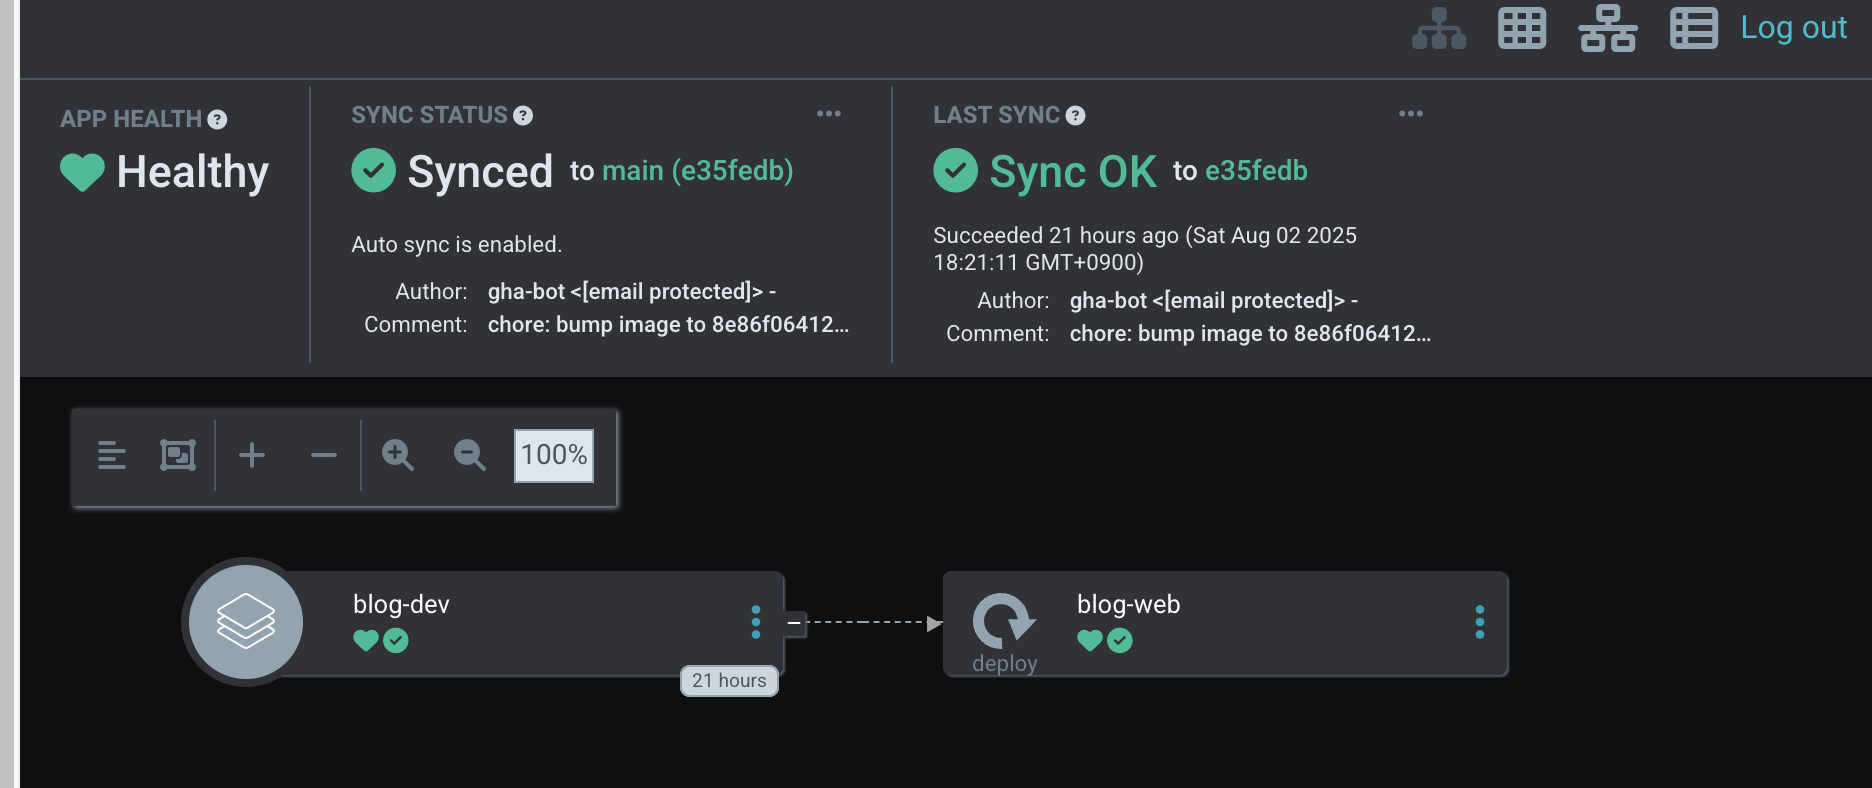 Log out
APP HEALTH
Healthy
SYNC STATUS
Synced to main (e35fedb)
Auto sync is enabled.
Author: gha-bot <[email protected]> -
Comment: chore: bump image to 8e86f06412...
LAST SYNC
Sync OK to e35fedb
Succeeded 21 hours ago (Sat Aug 02 2025
18:21:11 GMT+0900)
Author: gha-bot <[email protected]> -
Comment: chore: bump image to 8e86f06412...
100%
blog-dev
21 hours
blog-web
deploy